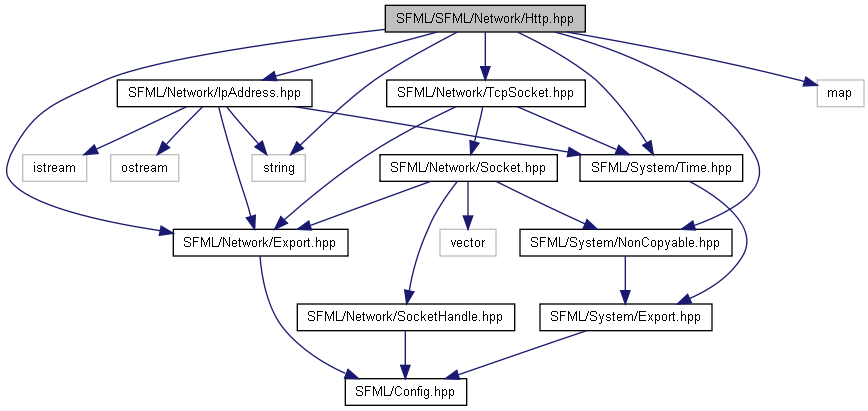 SFML/SFML/Network/Http.hpp
SFML/Network/IpAddress.hpp
SFML/Network/TcpSocket.hpp
map
istream
ostream
string
SFML/Network/Socket.hpp
SFML/System/Time.hpp
SFML/Network/Export.hpp
vector
SFML/System/NonCopyable.hpp
SFML/Network/SocketHandle.hpp
SFML/System/Export.hpp
SFML/Config.hpp